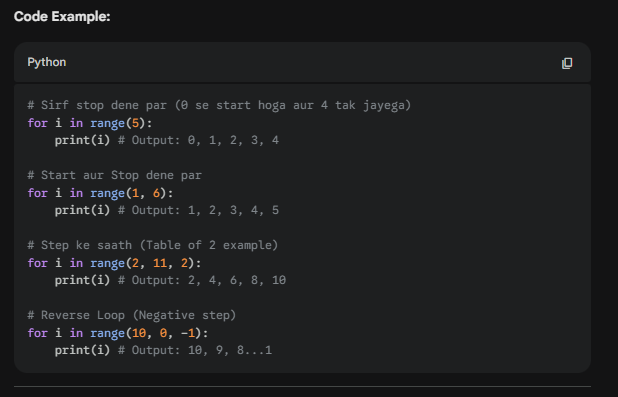 Code Example:
Python
# Sirf stop dene par (0 se start hoga aur 4 tak jayega)
for i in range(5):
    print(i) # Output: 0, 1, 2, 3, 4
# Start aur Stop dene par
for i in range(1, 6):
    print(i) # Output: 1, 2, 3, 4, 5
# Step ke saath (Table of 2 example)
for i in range(2, 11, 2):
    print(i) # Output: 2, 4, 6, 8, 10
# Reverse Loop (Negative step)
for i in range(10, 0, -1):
    print(i) # Output: 10, 9, 8...1